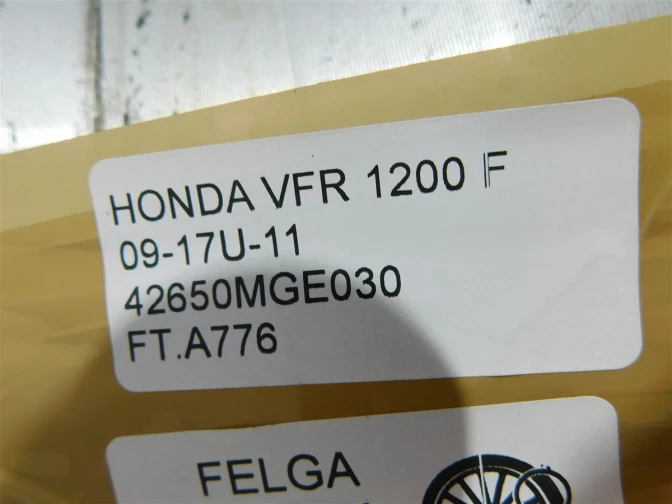 HONDA VFR 1200 F
09-17U-11
42650MGE030
FT.A776
FELGA